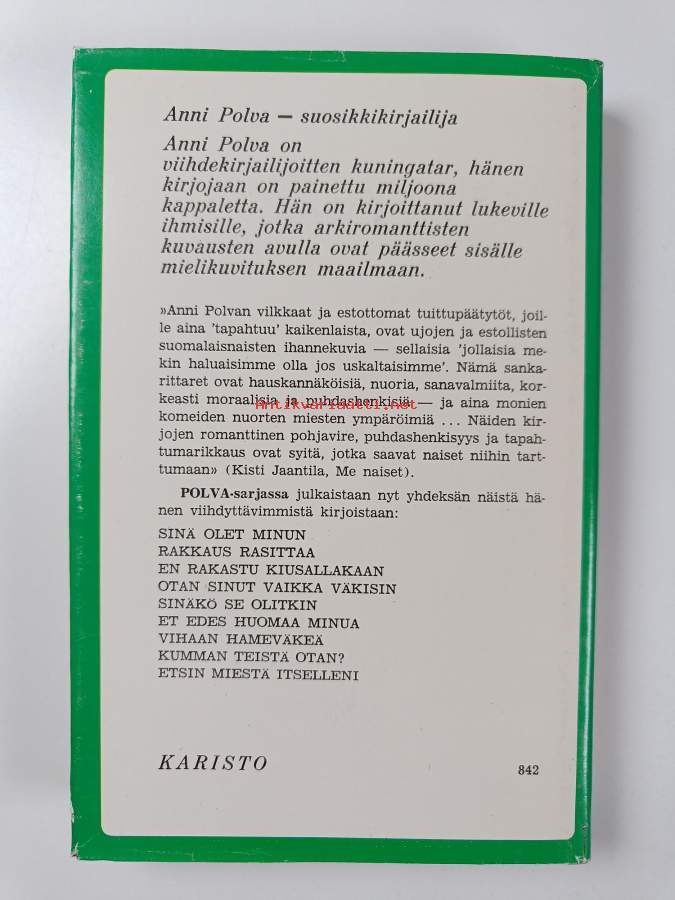 Anni Polva — suosikkikirjailija
Anni Polva on
viihdekirjailijoitten kuningatar, hänen
kirjojaan on painettu miljoona
kappaletta. Hän on kirjoittanut lukeville
ihmisille, jotka arkiromanttisten
kuvausten avulla ovat päässeet sisälle
mielikuvituksen maailmaan.
»Anni Polvan vilkkaat ja estottomat tuittupäätytöt, joil-
le aina 'tapahtuu' kaikenlaista, ovat ujojen ja estollisten
suomalaisnaisten ihannekuvia — sellaisia 'jollaisia me-
kin haluaisimme olla jos uskaltaisimme'. Nämä sanka-
rittaret ovat hauskannäköisiä, nuoria, sanavalmiita, kor-
keasti moraalisia ja puhdashenkisiä — ja aina monien
antikvariaatti.net
komeiden nuorten miesten ympäröimiä ... Näiden kir-
jojen romanttinen pohjavire, puhdashenkisyys ja tapah-
tumarikkaus ovat syitä, jotka saavat naiset niihin tart-
tumaan» (Kisti Jaantila, Me naiset).
POLVA-sarjassa julkaistaan nyt yhdeksän näistä hä-
nen viihdyttävimmistä kirjoistaan:
SINÄ OLET MINUN
RAKKAUS RASITTAA
EN RAKASTU KIUSALLAKAAN
OTAN SINUT VAIKKA VÄKISIN
SINÄKÖ SE OLITKIN
ET EDES HUOMAA MINUA
VIHAAN HAMEVÄKEÄ
KUMMAN TEISTÄ OTAN?
ETSIN MIESTÄ ITSELLENI
KARISTO
842